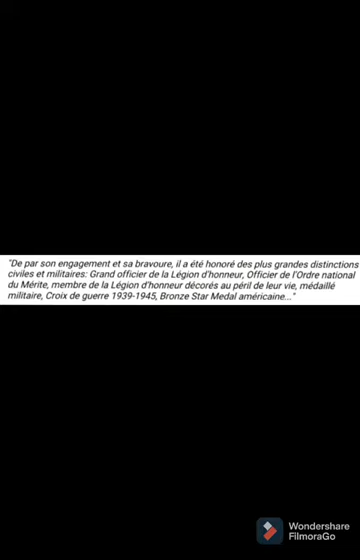 "De par son engagement et sa bravoure, il a été honoré des plus grandes distinctions
civiles et militaires: Grand officier de la Légion d'honneur, Officier de l'Ordre national
du Mérite, membre de la Légion d'honneur décorés au péril de leur vie, médaillé
militaire, Croix de guerre 1939-1945, Bronze Star Medal américaine..."
Wondershare
FilmoraGo